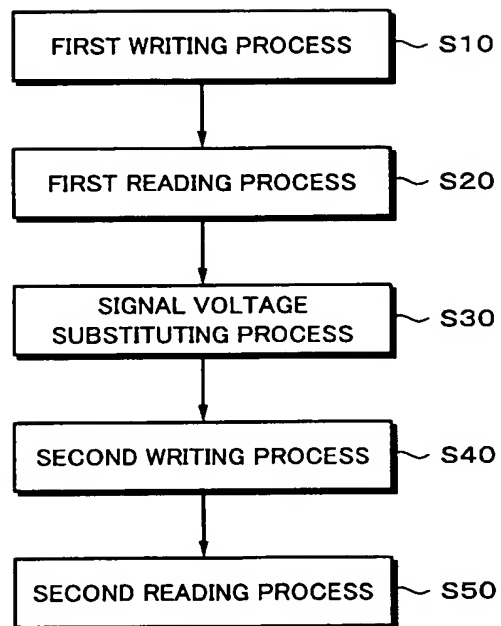 FIRST WRITING PROCESS S10
FIRST READING PROCESS S20
SIGNAL VOLTAGE
SUBSTITUTING PROCESS S30
SECOND WRITING PROCESS S40
SECOND READING PROCESS S50